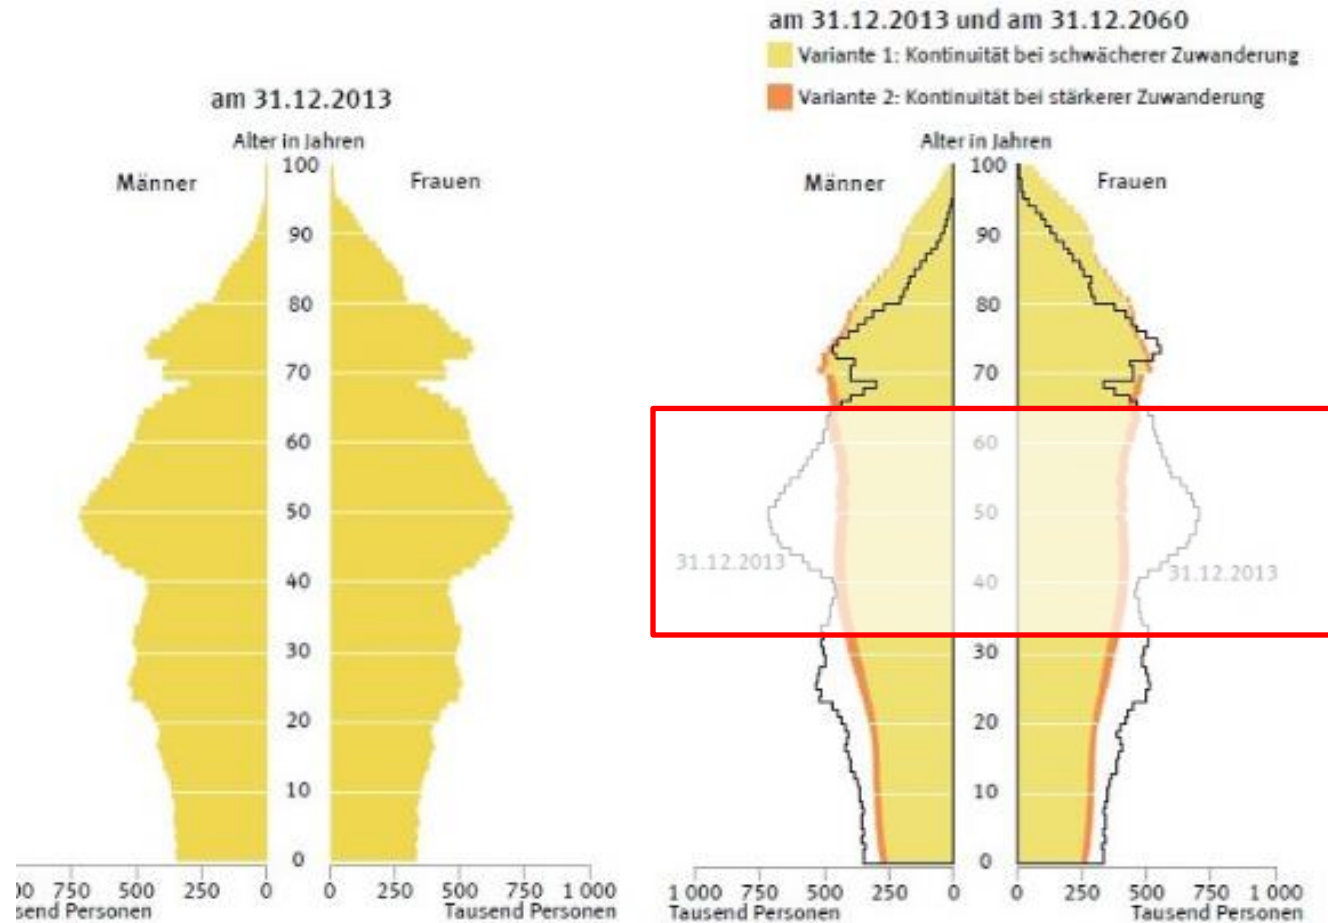 am 31.12.2013
Alter in Jahren
Männer
Frauen
100
90
80
70
60
50
40
30
20
10
0
750 500 250 0
0 250 500 750 1 000
Tausend Personen
am 31.12.2013 und am 31.12.2060
Variante 1: Kontinuität bei schwächerer Zuwanderung
Variante 2: Kontinuität bei stärkerer Zuwanderung
Alter in Jahren
Männer
Frauen
100
90
80
70
60
50
40
30
20
10
0
31.12.2013
31.12.2013
1 000 750 500 250 0
0 250 500 750 1 000
Tausend Personen
Tausend Personen